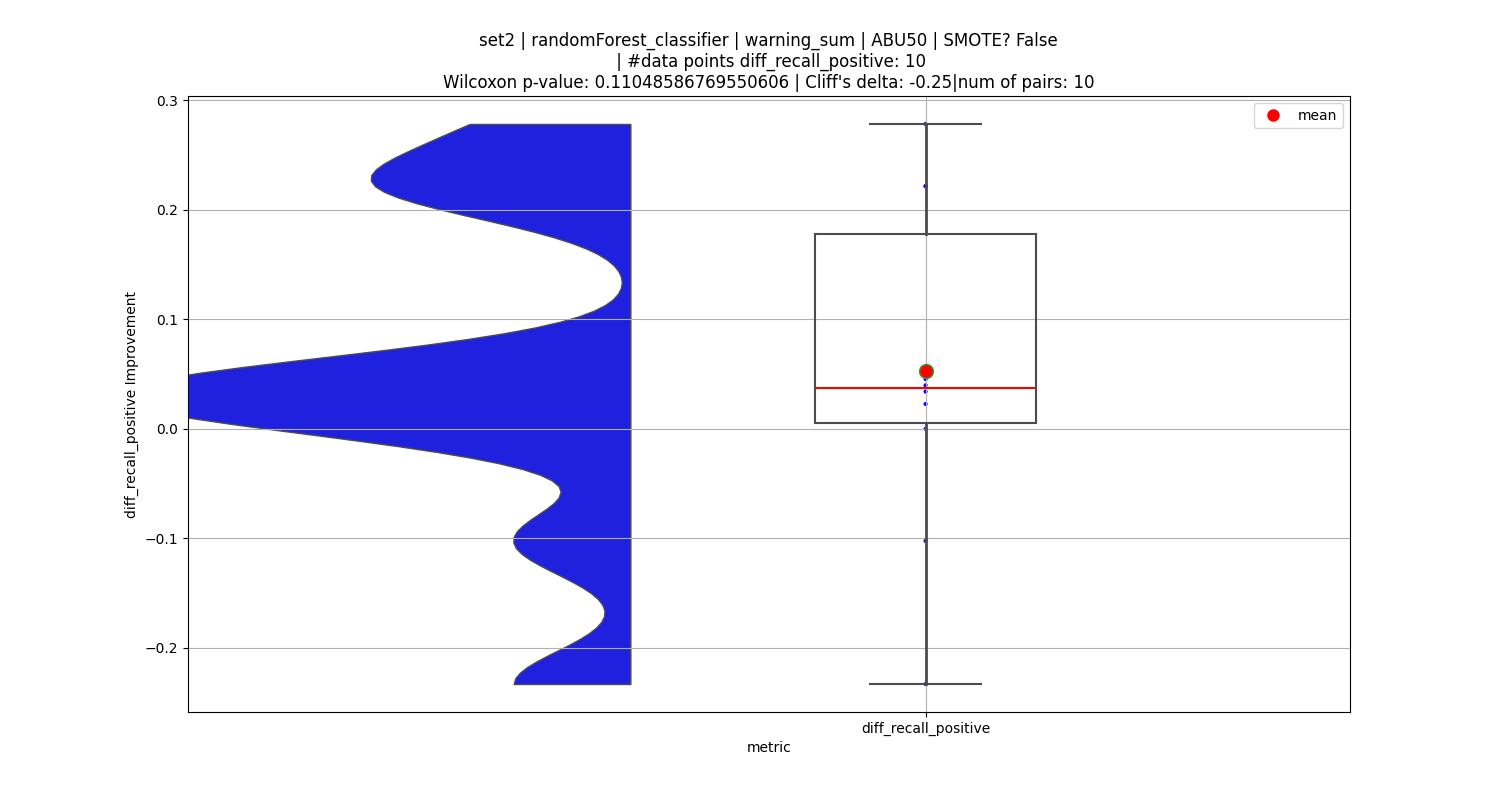 set2 | randomForest_classifier | warning_sum | ABU50 | SMOTE? False
| #data points diff_recall_positive: 10
Wilcoxon p-value: 0.11048586769550606 | Cliff's delta: -0.25|num of pairs: 10
mean
0.3
0.2
0.1
0.0
−0.1
−0.2
diff_recall_positive Improvement
diff_recall_positive
metric